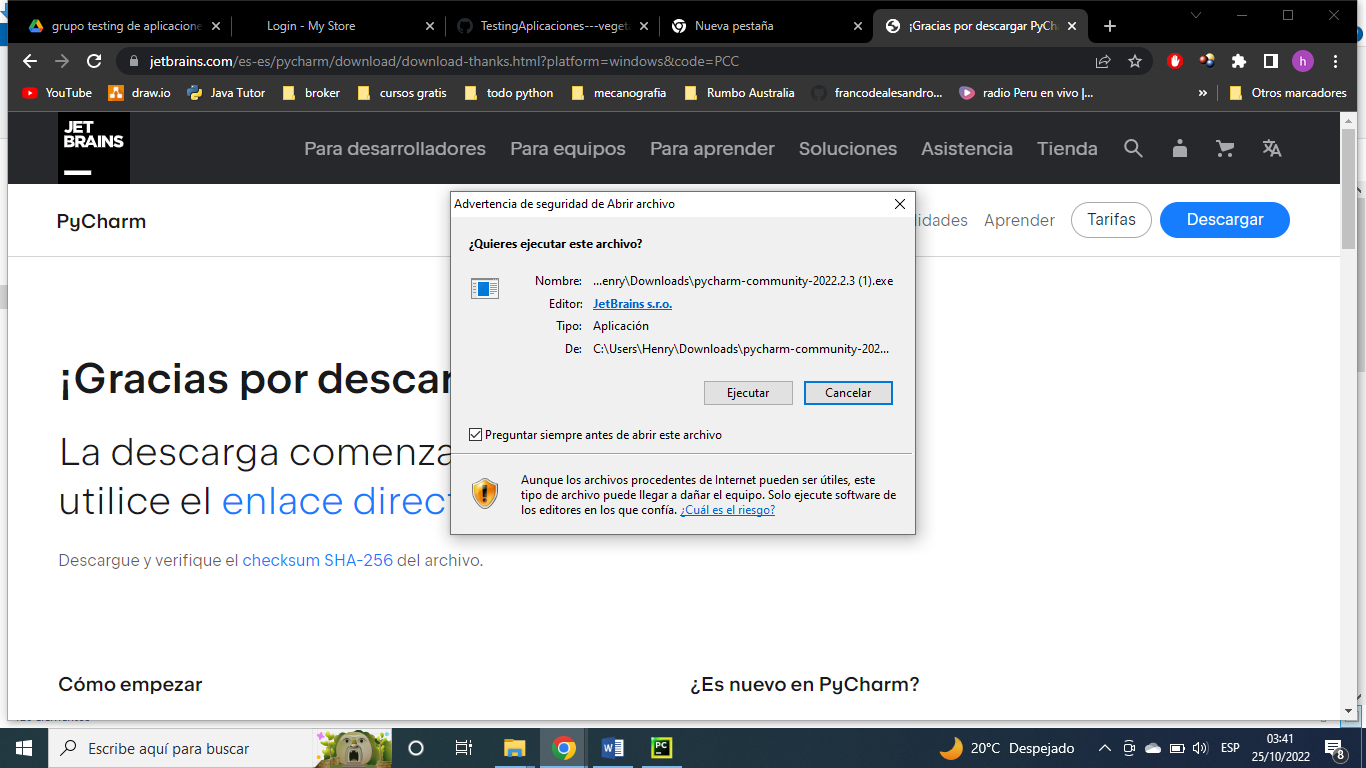 grupo testing de aplicacione
Login - My Store
TestingAplicaciones---veget
Nueva pestaña
¡Gracias por descargar PyCh
jetbrains.com/es-es/pycharm/download/download-thanks.html?platform=windows&code=PCC
h
YouTube
draw.io
Java Tutor
broker
cursos gratis
todo python
mecanografia
Rumbo Australia
francodealesandro...
radio Peru en vivo |...
»
Otros marcadores
JET
BRAINS
Para desarrolladores
Para equipos
Para aprender
Soluciones
Asistencia
Tienda
PyCharm
lidades
Aprender
Tarifas
Descargar
Advertencia de seguridad de Abrir archivo
¿Quieres ejecutar este archivo?
Nombre: ...enry\Downloads\pycharm-community-2022.2.3 (1).exe
Editor: JetBrains s.r.o.
Tipo: Aplicación
De: C:\Users\Henry\Downloads\pycharm-community-202...
Ejecutar
Cancelar
Preguntar siempre antes de abrir este archivo
Aunque los archivos procedentes de Internet pueden ser útiles, este
tipo de archivo puede llegar a dañar el equipo. Solo ejecute software de
los editores en los que confía. ¿Cuál es el riesgo?
¡Gracias por descar
La descarga comenza
utilice el enlace direct
Descargue y verifique el checksum SHA-256 del archivo.
Cómo empezar
¿Es nuevo en PyCharm?
Escribe aquí para buscar
W
PC
20°C Despejado
ESP
03:41
25/10/2022
8